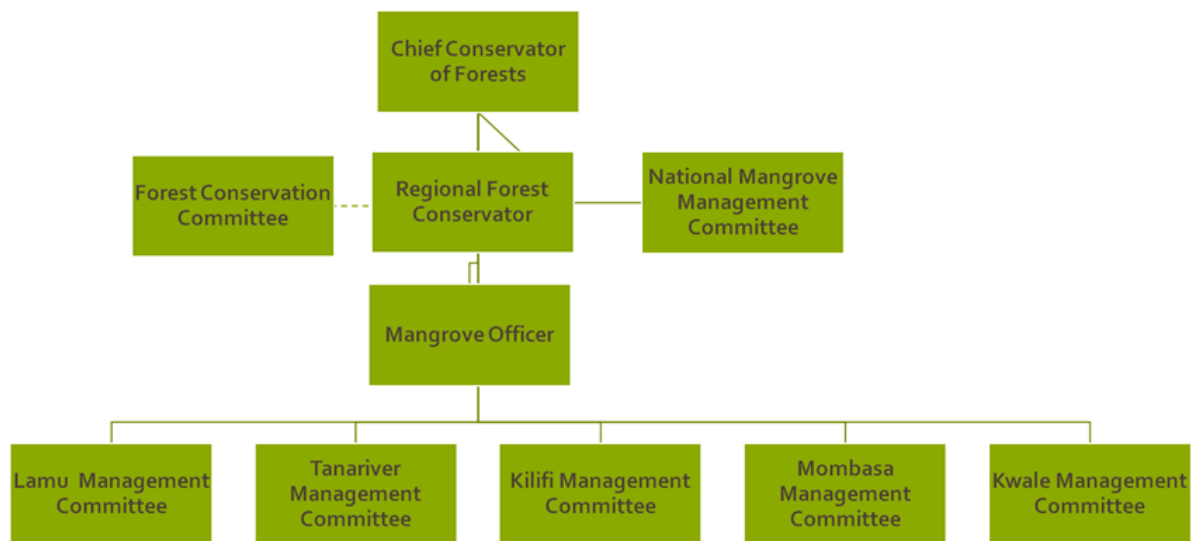 Chief Conservator
of Forests
Forest Conservation
Committee
Regional Forest
Conservator
National Mangrove
Management
Committee
Mangrove Officer
Lamu Management
Committee
Tanariver
Management
Committee
Kilifi Management
Committee
Mombasa
Management
Committee
Kwale Management
Committee